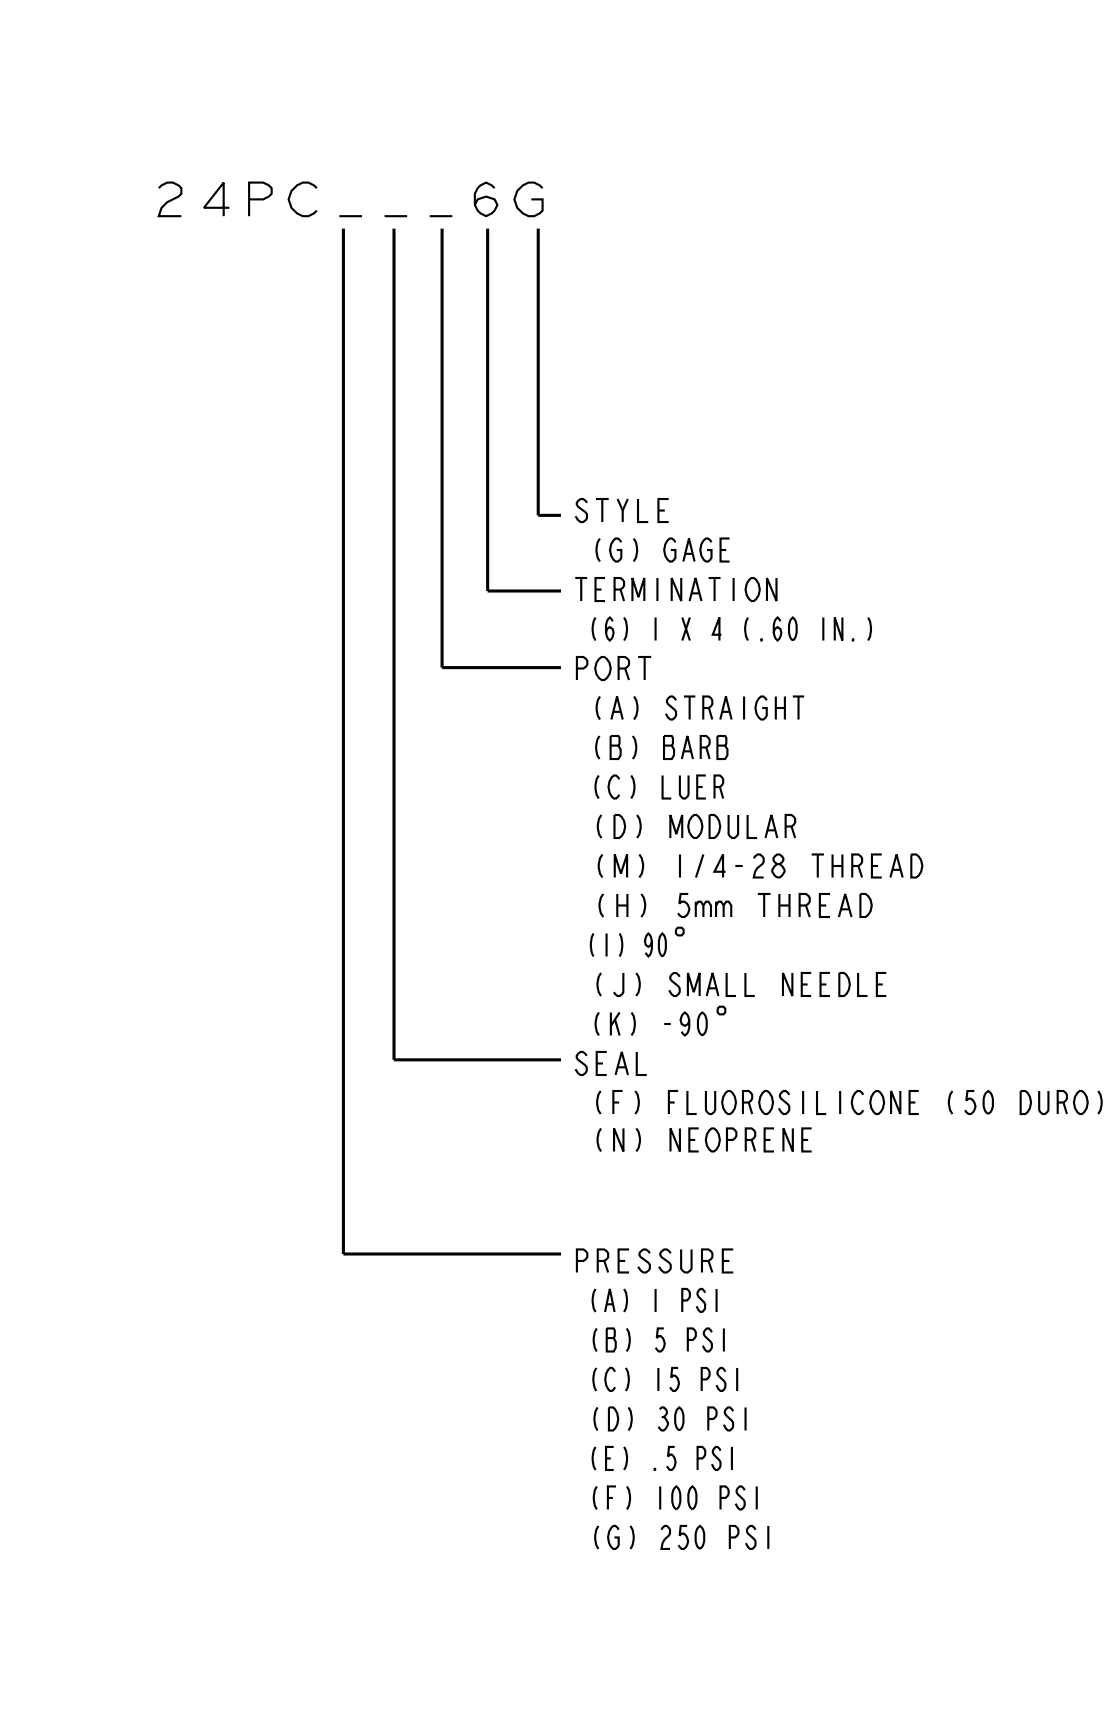 24PC_ _ _6G
STYLE
(G) GAGE
TERMINATION
(6) 1 X 4 (.60 IN.)
PORT
(A) STRAIGHT
(B) BARB
(C) LUER
(D) MODULAR
(M) 1/4-28 THREAD
(H) 5mm THREAD
(I) 90°
(J) SMALL NEEDLE
(K) -90°
SEAL
(F) FLUOROSILICONE (50 DURO)
(N) NEOPRENE
PRESSURE
(A) 1 PSI
(B) 5 PSI
(C) 15 PSI
(D) 30 PSI
(E) .5 PSI
(F) 100 PSI
(G) 250 PSI